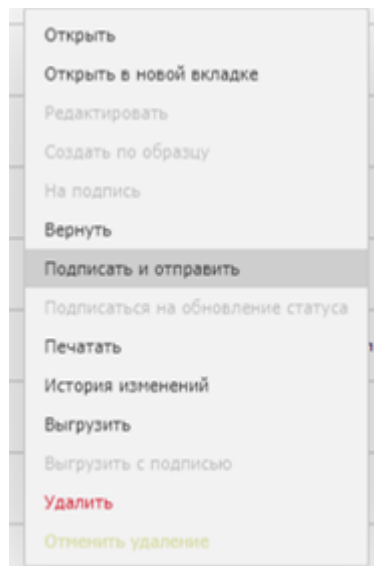 Открыть
Открыть в новой вкладке
Редактировать
Создать по образцу
На подпись
Вернуть
Подписать и отправить
Подписаться на обновление статуса
Печатать
История изменений
Выгрузить
Выгрузить с подписью
Удалить
Отменить удаление